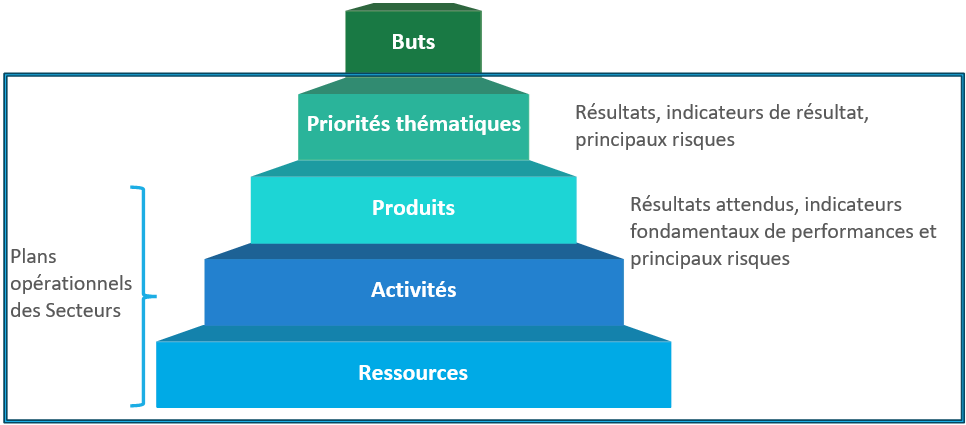 Buts
Priorités thématiques
Résultats, indicateurs de résultat,
principaux risques
Produits
Résultats attendus, indicateurs
fondamentaux de performances et
principaux risques
Plans
opérationnels
des Secteurs
Activités
Ressources